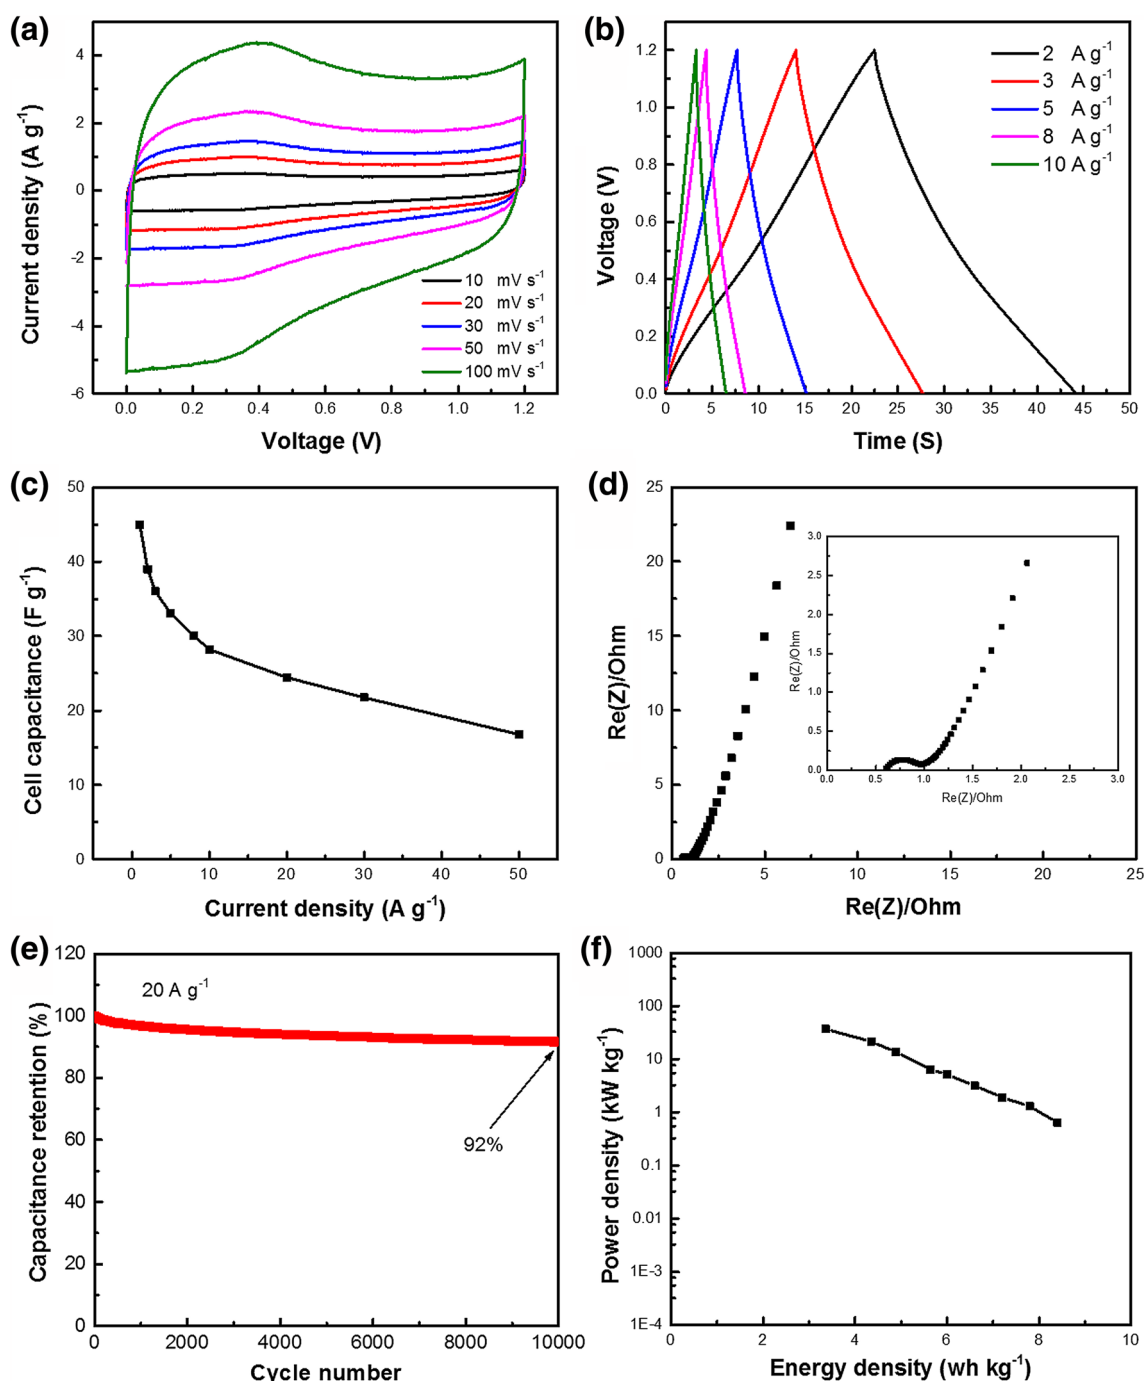 (a)
Current density (A g⁻¹)
4
2
0
-2
-4
-6
10 mV s⁻¹
20 mV s⁻¹
30 mV s⁻¹
50 mV s⁻¹
100 mV s⁻¹
0.0 0.2 0.4 0.6 0.8 1.0 1.2
Voltage (V)
(b)
Voltage (V)
1.2
1.0
0.8
0.6
0.4
0.2
0.0
2 A g⁻¹
3 A g⁻¹
5 A g⁻¹
8 A g⁻¹
10 A g⁻¹
0 5 10 15 20 25 30 35 40 45 50
Time (S)
(c)
Cell capacitance (F g⁻¹)
50
40
30
20
10
0
0 10 20 30 40 50
Current density (A g⁻¹)
(d)
Re(Z)/Ohm
25
20
15
10
5
0
Re(Z)/Ohm
3.0
2.5
2.0
1.5
1.0
0.5
0.0
0.0 0.5 1.0 1.5 2.0 2.5 3.0
Re(Z)/Ohm
0 5 10 15 20 25
Re(Z)/Ohm
(e)
Capacitance retention (%)
120
100
80
60
40
20
0
20 A g⁻¹
92%
0 2000 4000 6000 8000 10000
Cycle number
(f)
Power density (kW kg⁻¹)
1000
100
10
1
0.1
0.01
1E-3
1E-4
0 2 4 6 8 10
Energy density (wh kg⁻¹)